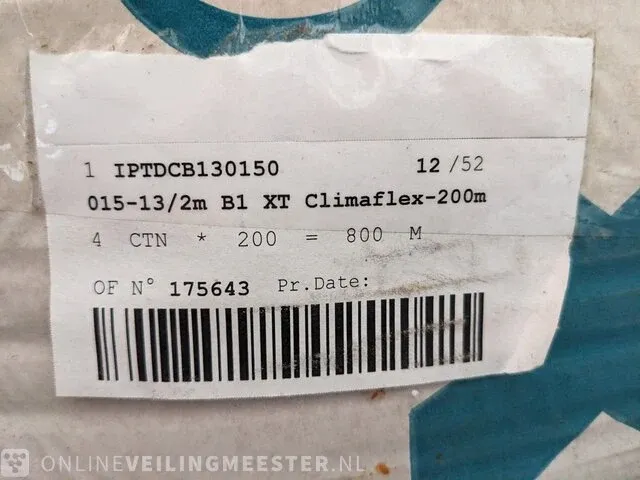 1 IPTDCB130150 12 /52
015-13/2m B1 XT Climaflex-200m
4 CTN * 200 = 800 M
OF N° 175643 Pr.Date:
ONLINEVEILINGMEESTER.NL